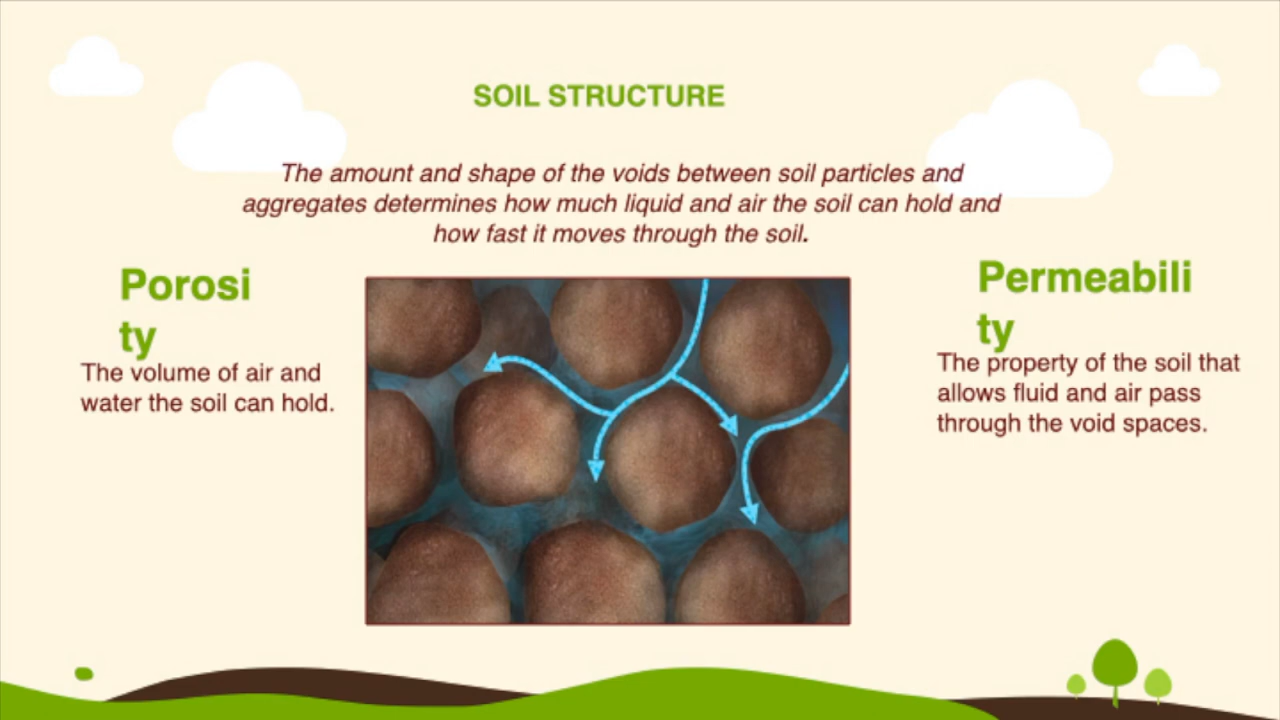 SOIL STRUCTURE
The amount and shape of the voids between soil particles and
aggregates determines how much liquid and air the soil can hold and
how fast it moves through the soil.
Porosi
ty
The volume of air and
water the soil can hold.
Permeabili
ty
The property of the soil that
allows fluid and air pass
through the void spaces.